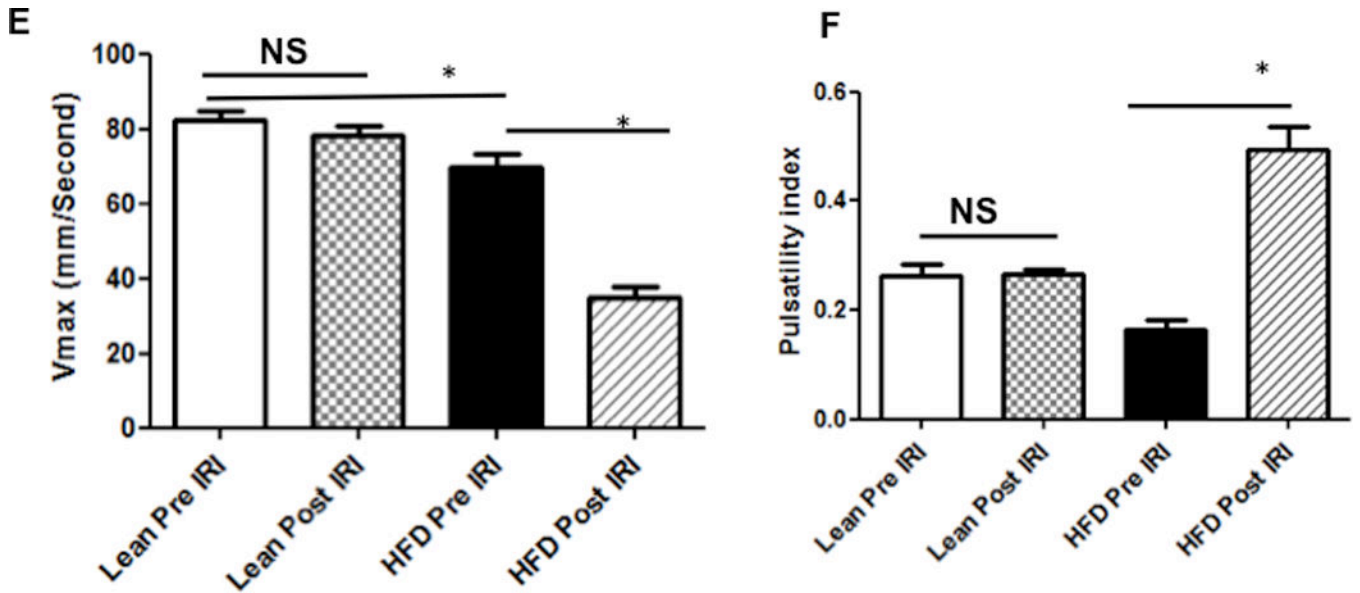 E
NS
*
*
Vmax (mm/Second)
100
80
60
40
20
0
Lean Pre IRI
Lean Post IRI
HFD Pre IRI
HFD Post IRI
F
*
NS
Pulsatility index
0.6
0.4
0.2
0.0
Lean Pre IRI
Lean Post IRI
HFD Pre IRI
HFD Post IRI